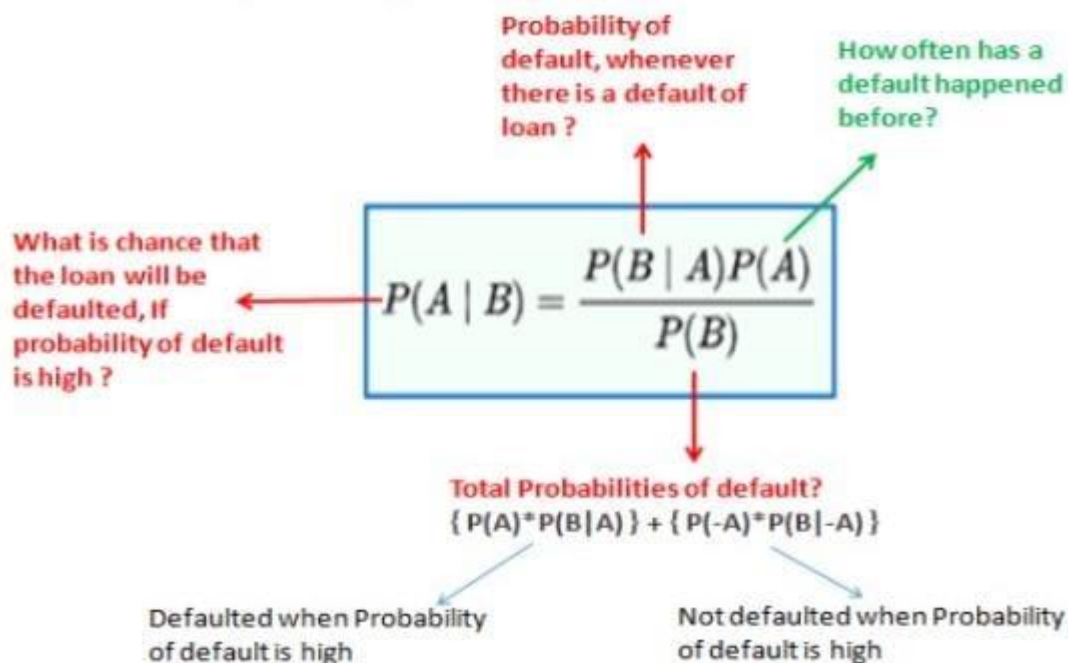 Probability of
default, whenever
there is a default of
loan ?
How often has a
default happened
before?
What is chance that
the loan will be
defaulted, If
probability of default
is high ?
P(A | B) = P(B | A)P(A)
P(B)
Total Probabilities of default?
{ P(A)*P(B|A) } + { P(-A)*P(B|-A) }
Defaulted when Probability
of default is high
Not defaulted when Probability
of default is high